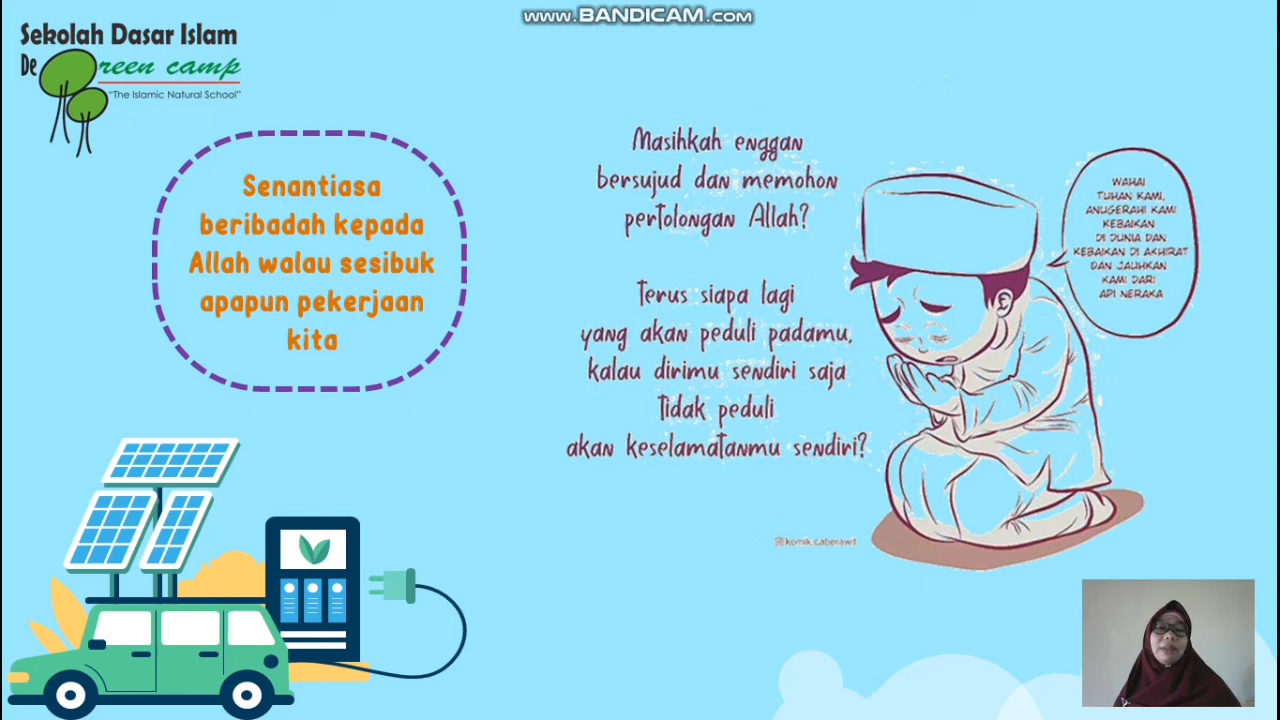 www.BANDICAM.com
Sekolah Dasar Islam
De Green camp
"The Islamic Natural School"
Senantiasa
beribadah kepada
Allah walau sesibuk
apapun pekerjaan
kita
Masihkah enggan
bersujud dan memohon
pertolongan Allah?
Terus siapa lagi
yang akan peduli padamu,
kalau dirimu sendiri saja
tidak peduli
akan keselamatanmu sendiri?
WAHAI
TUHAN KAMI,
ANUGERAHI KAMI
KEBAIKAN
DI DUNIA DAN
KEBAIKAN DI AKHIRAT
DAN JAUHKAN
KAMI DARI
API NERAKA
@komik.caberawit